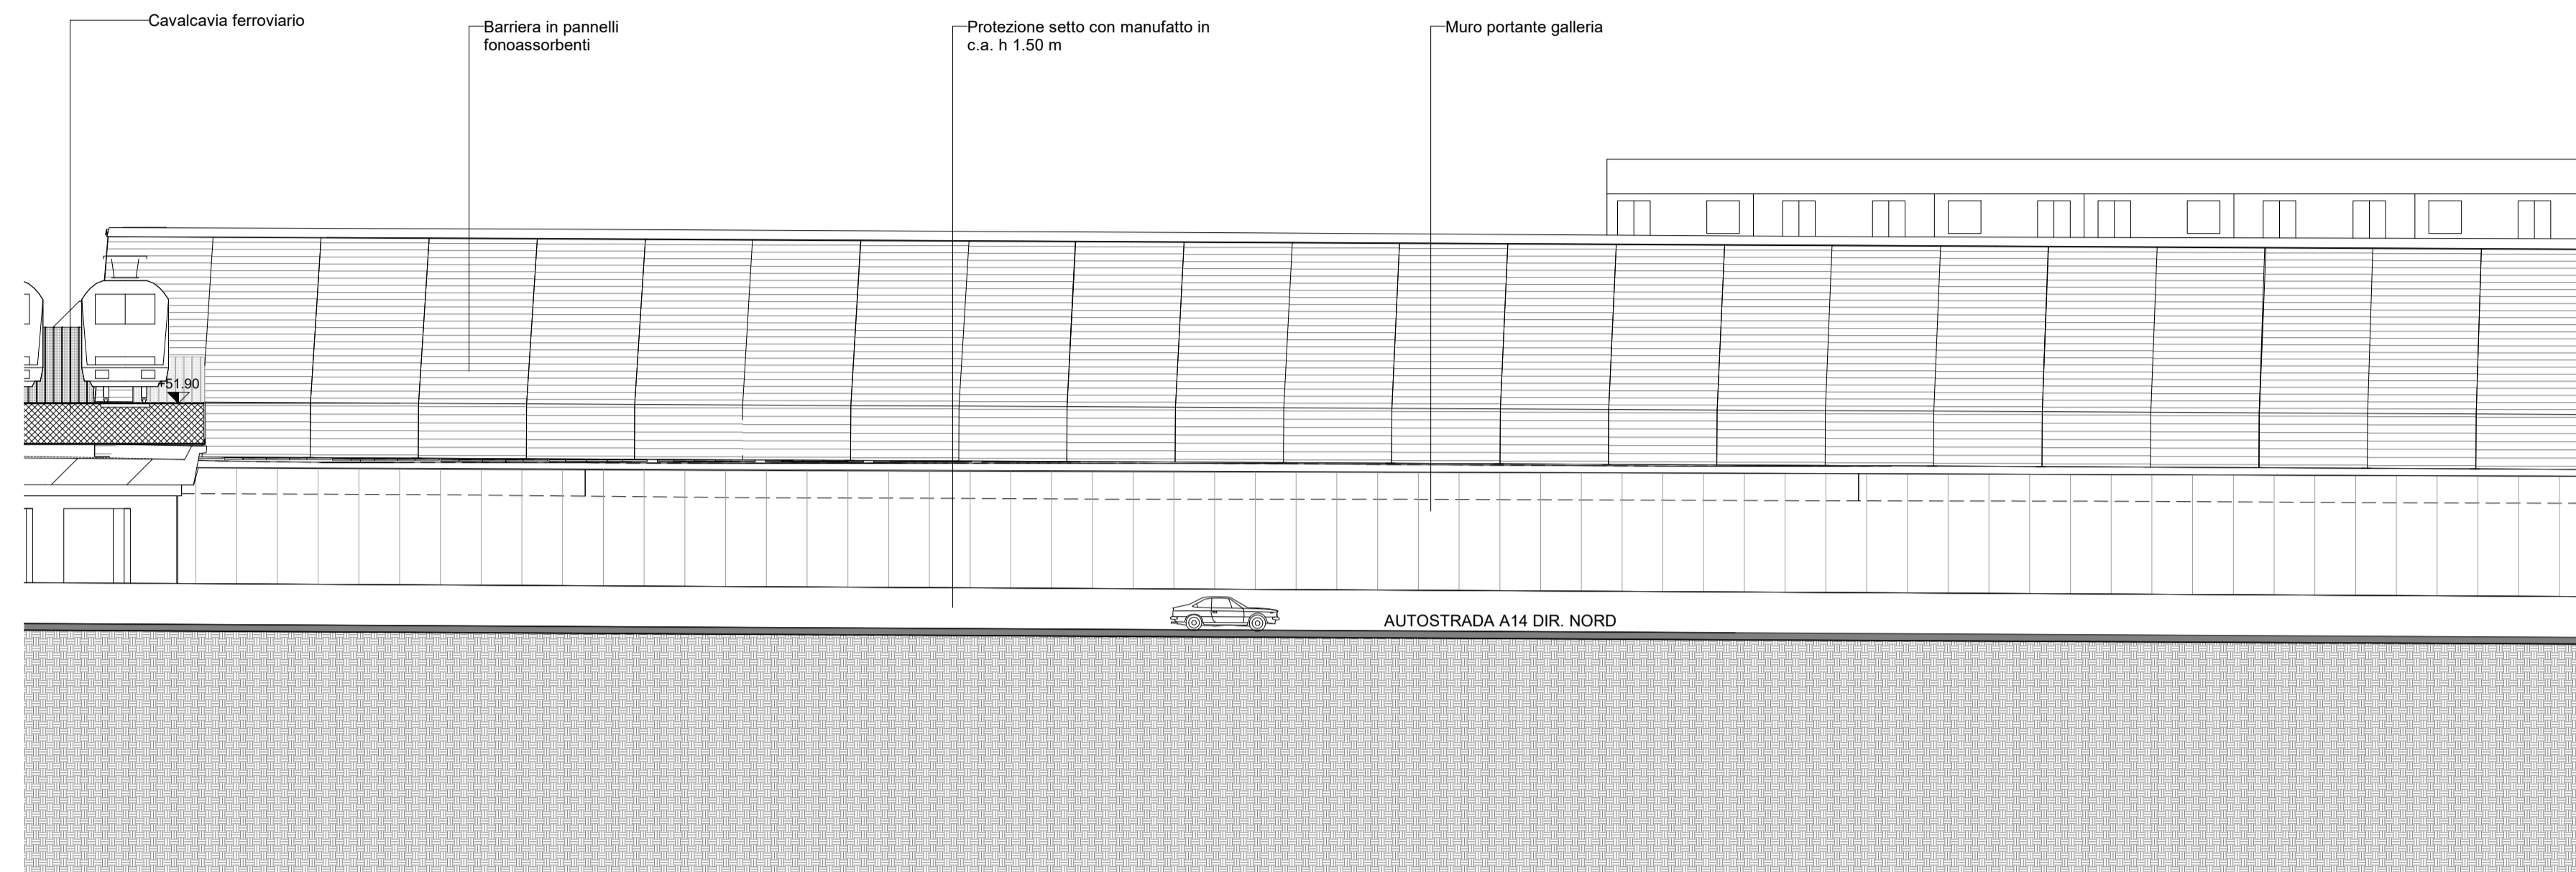 Cavalcavia ferroviario
Barriera in pannelli
fonoassorbenti
Protezione setto con manufatto in
c.a. h 1.50 m
Muro portante galleria
+51.90
AUTOSTRADA A14 DIR. NORD